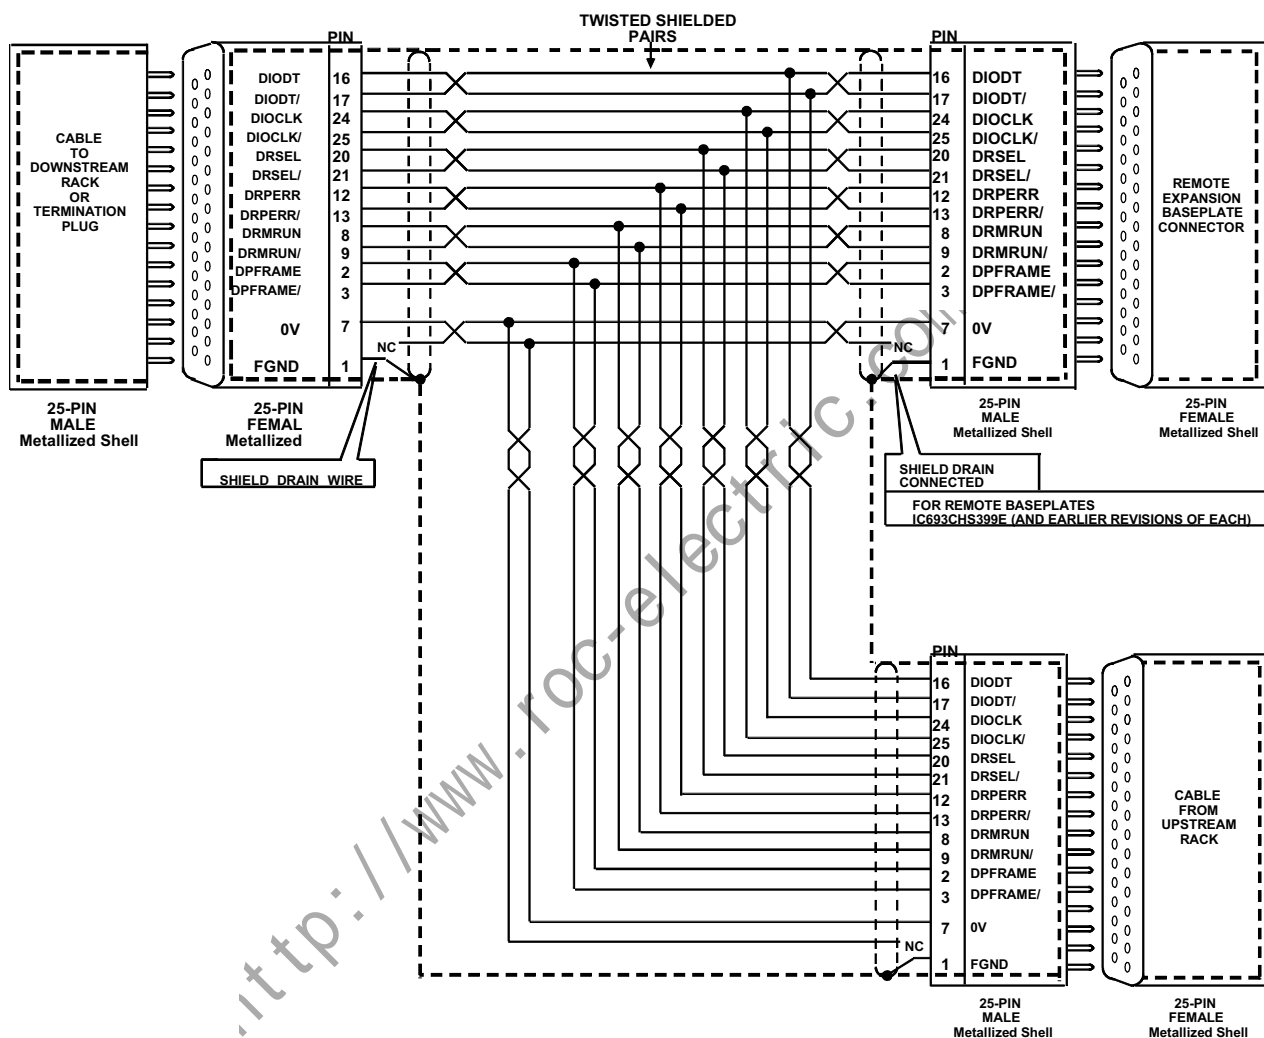 TWISTED SHIELDED
PAIRS
CABLE
TO
DOWNSTREAM
RACK
OR
TERMINATION
PLUG
25-PIN
MALE
Metallized Shell
PIN
DIODT 16
DIODT/ 17
DIOCLK 24
DIOCLK/ 25
DRSEL 20
DRSEL/ 21
DRPERR 12
DRPERR/ 13
DRMRUN 8
DRMRUN/ 9
DPFRAME 2
DPFRAME/ 3
0V 7
NC
FGND 1
25-PIN
FEMAL
Metallized
SHIELD DRAIN WIRE
PIN
16 DIODT
17 DIODT/
24 DIOCLK
25 DIOCLK/
20 DRSEL
21 DRSEL/
12 DRPERR
13 DRPERR/
8 DRMRUN
9 DRMRUN/
2 DPFRAME
3 DPFRAME/
7 0V
NC
1 FGND
25-PIN
MALE
Metallized Shell
REMOTE
EXPANSION
BASEPLATE
CONNECTOR
25-PIN
FEMALE
Metallized Shell
SHIELD DRAIN
CONNECTED
FOR REMOTE BASEPLATES
IC693CHS399E (AND EARLIER REVISIONS OF EACH)
PIN
16 DIODT
17 DIODT/
24 DIOCLK
25 DIOCLK/
20 DRSEL
21 DRSEL/
12 DRPERR
13 DRPERR/
8 DRMRUN
9 DRMRUN/
2 DPFRAME
3 DPFRAME/
7 0V
NC
1 FGND
25-PIN
MALE
Metallized Shell
CABLE
FROM
UPSTREAM
RACK
25-PIN
FEMALE
Metallized Shell
http://www.roc-electric.com